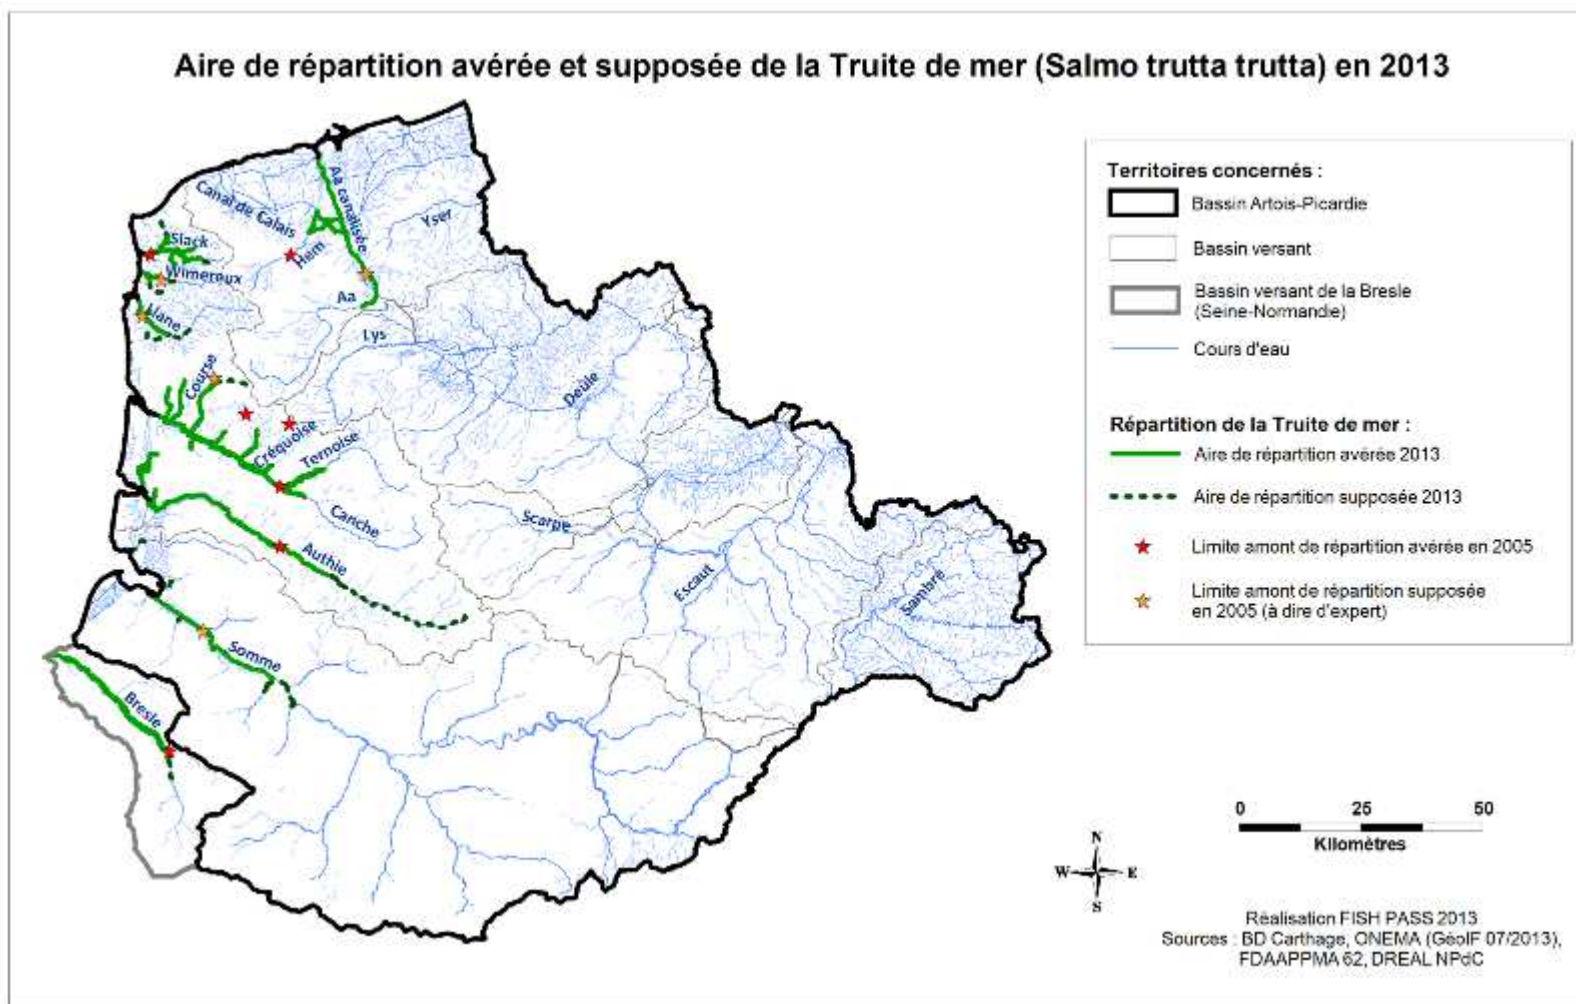 Aire de répartition avérée et supposée de la Truite de mer (Salmo trutta trutta) en 2013
Canal de Calais
Aa canalisée
Yser
Slack
Hem
Wimereux
Aa
Liane
Lys
Course
Deûle
Créquoise
Ternoise
Canche
Scarpe
Authie
Escaut
Sambre
Somme
Bresle
Territoires concernés :
Bassin Artois-Picardie
Bassin versant
Bassin versant de la Bresle
(Seine-Normandie)
Cours d'eau
Répartition de la Truite de mer :
Aire de répartition avérée 2013
Aire de répartition supposée 2013
Limite amont de répartition avérée en 2005
Limite amont de répartition supposée
en 2005 (à dire d'expert)
0 25 50
Kilomètres
N
W E
S
Réalisation FISH PASS 2013
Sources : BD Carthage, ONEMA (GéoIF 07/2013),
FDAAPPMA 62, DREAL NPdC